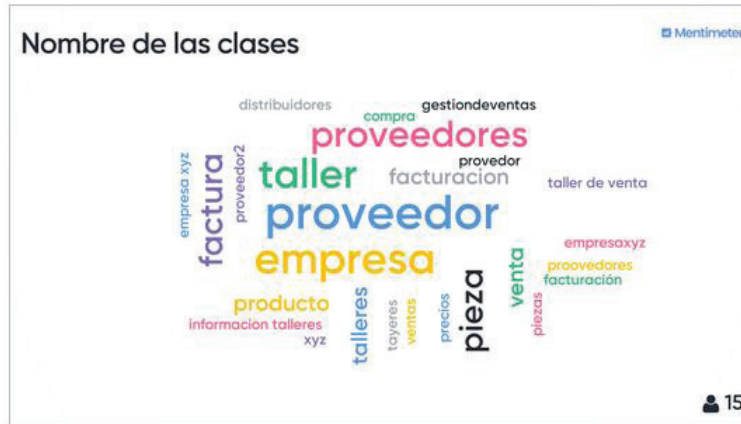 Nombre de las clases
Mentimeter
distribuidores
gestiondeventas
compra
proveedores
provedor
empresa xyz
factura
proveedor2
taller
facturacion
taller de venta
proveedor
empresaxyz
empresa
venta
proovedores
facturación
producto
talleres
tayeres
ventas
precios
pieza
piezas
informacion talleres
xyz
15